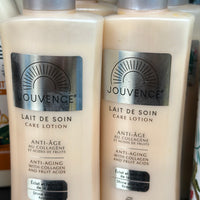 JOUVENCE
LAIT DE SOIN
CARE LOTION
ANTI-ÂGE
AU COLLAGÈNE
ET ACIDES DE FRUITS
ANTI-AGING
WITH COLLAGEN
AND FRUIT ACIDS
JOUVENCE
LAIT DE SOIN
CARE LOTION
ANTI-ÂGE
AU COLLAGÈNE
ET ACIDES DE FRUITS
ANTI-AGING
WITH COLLAGEN
AND FRUIT ACIDS